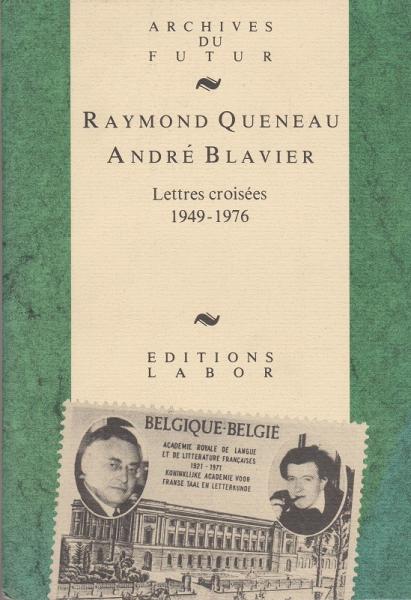 ARCHIVES
DU
FUTUR
RAYMOND QUENEAU
ANDRÉ BLAVIER
Lettres croisées
1949-1976
EDITIONS
LABOR
BELGIQUE·BELGIE
ACADEMIE ROYALE DE LANGUE
ET DE LITTERATURE FRANÇAISES
1921 - 1971
KONINKLIJKE ACADEMIE VOOR
FRANSE TAAL EN LETTERKUNDE